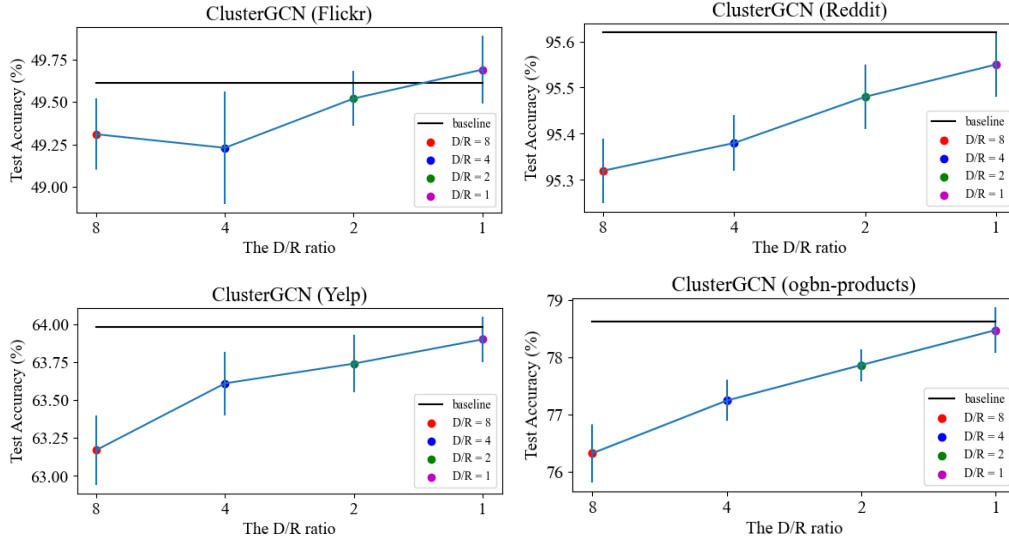 ClusterGCN (Flickr)
Test Accuracy (%)
49.75
49.50
49.25
49.00
baseline
D/R = 8
D/R = 4
D/R = 2
D/R = 1
8
4
2
1
The D/R ratio
ClusterGCN (Reddit)
Test Accuracy (%)
95.6
95.5
95.4
95.3
baseline
D/R = 8
D/R = 4
D/R = 2
D/R = 1
8
4
2
1
The D/R ratio
ClusterGCN (Yelp)
Test Accuracy (%)
64.00
63.75
63.50
63.25
63.00
baseline
D/R = 8
D/R = 4
D/R = 2
D/R = 1
8
4
2
1
The D/R ratio
ClusterGCN (ogbn-products)
Test Accuracy (%)
79
78
77
76
baseline
D/R = 8
D/R = 4
D/R = 2
D/R = 1
8
4
2
1
The D/R ratio